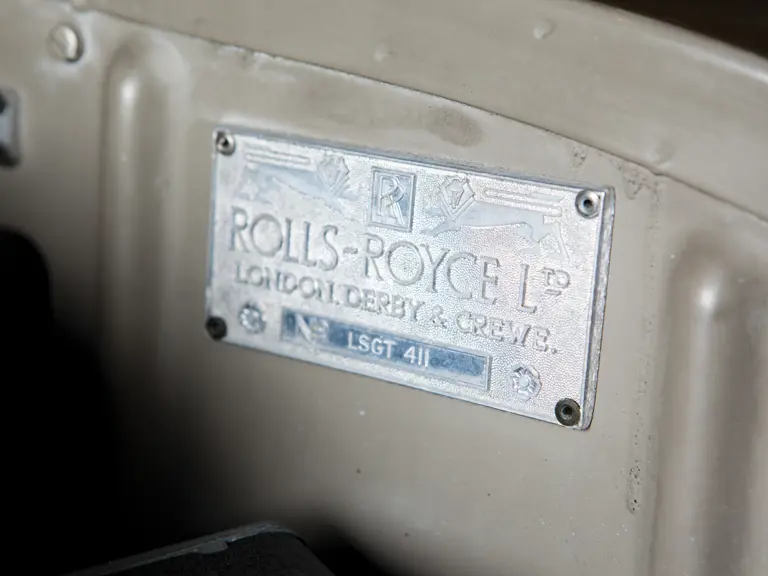 RR
ROLLS-ROYCE LTD
LONDON, DERBY & CREWE.
No LSGT 411